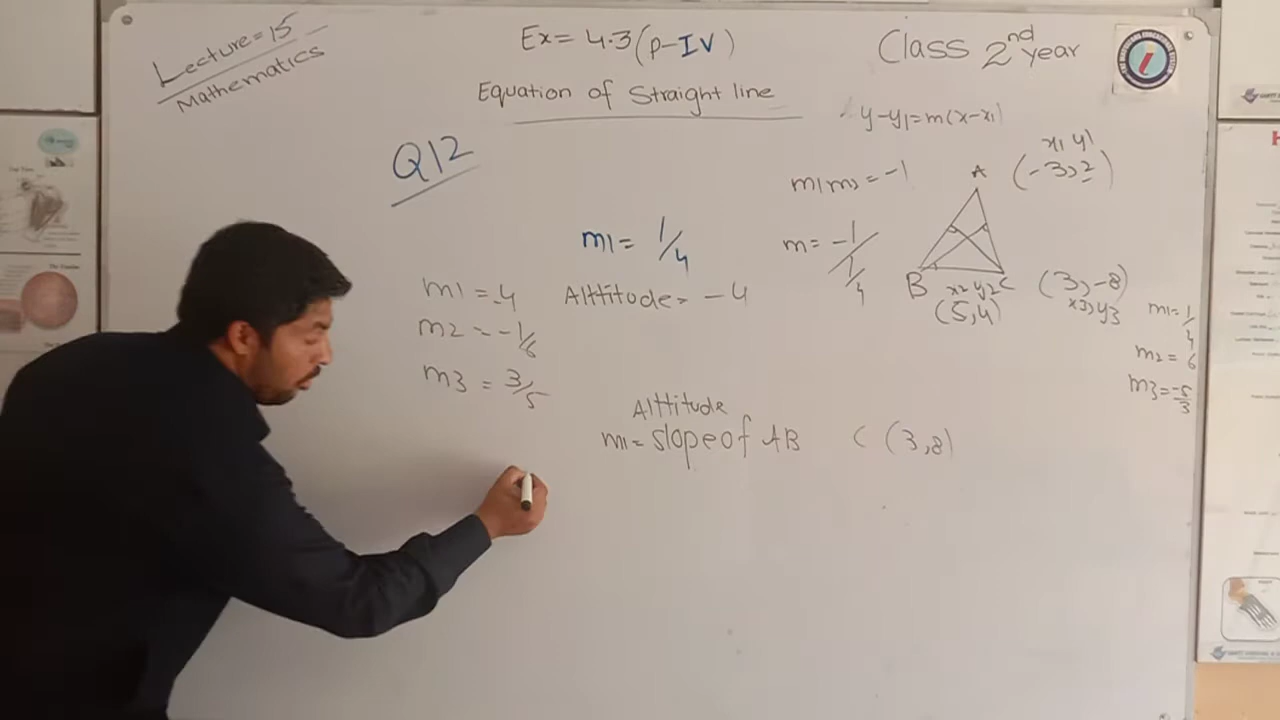 Lecture = 15
Mathematics
Ex = 4.3 (P-IV)
Equation of Straight line
Class 2nd year
Q12
y-y1=m(x-x1)
m1m2 = -1
A
x1 y1
(-3,2)
B
x2 y2
C
(5,4)
(3,-8)
x3,y3
m1 = 1/4
m = -1/1/4
Altitude = -4
m1 = -4
m2 = -1/6
m3 = 3/5
m1=1/4
m2 = 6
m3=-5/3
Altitude
m1= slope of AB C (3,8)